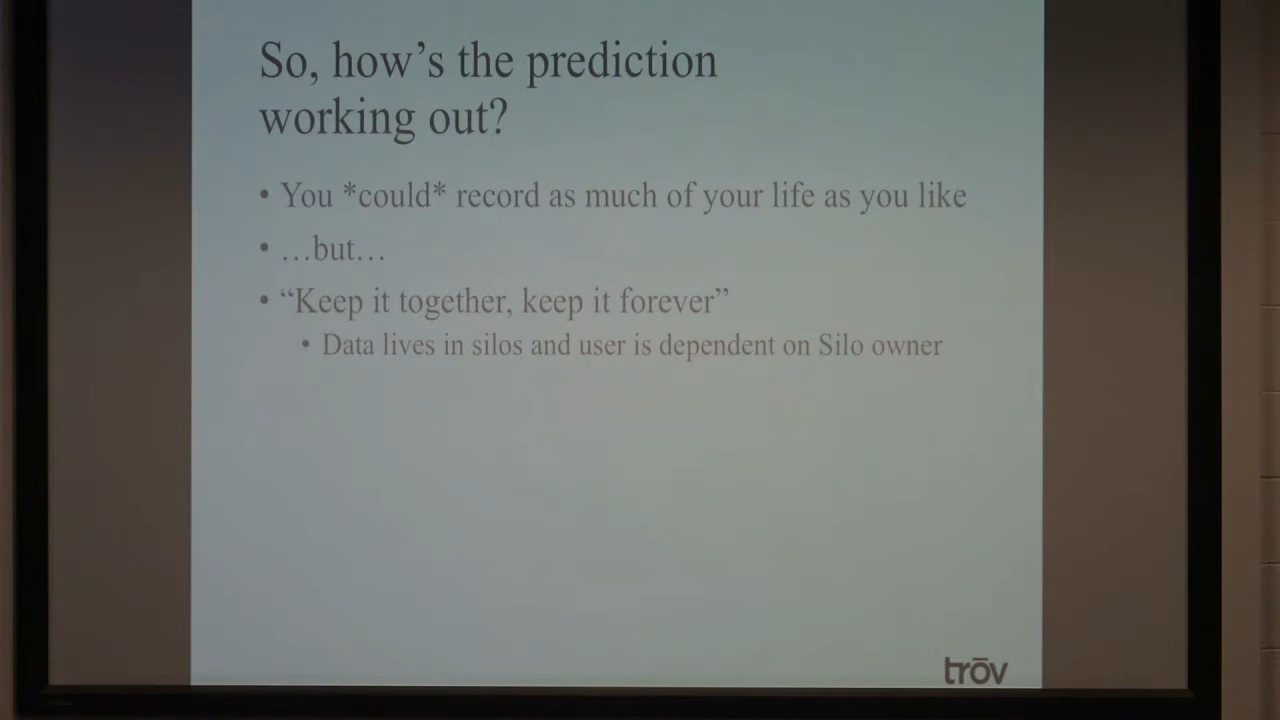 So, how’s the prediction
working out?
• You *could* record as much of your life as you like
• …but…
• “Keep it together, keep it forever”
• Data lives in silos and user is dependent on Silo owner
trōv